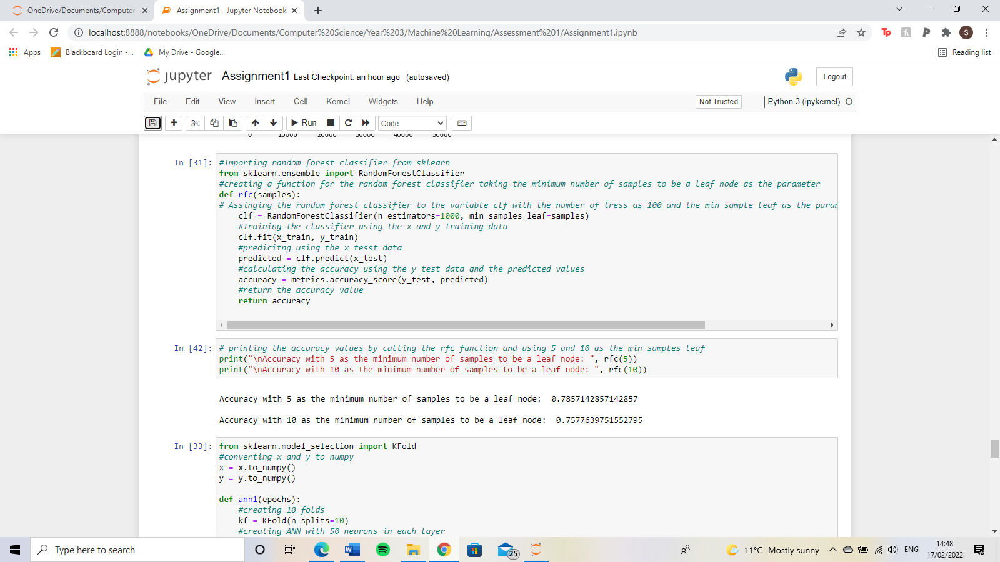 OneDrive/Documents/Computer
Assignment1 - Jupyter Notebook
localhost:8888/notebooks/OneDrive/Documents/Computer%20Science/Year%203/Machine%20Learning/Assessment%201/Assignment1.ipynb
Tp
S
Apps
Blackboard Login -...
My Drive - Google...
Reading list
jupyter Assignment1 Last Checkpoint: an hour ago (autosaved)
Logout
File Edit View Insert Cell Kernel Widgets Help
Not Trusted
Python 3 (ipykernel)
Run
Code
0 10000 20000 30000 40000 50000
In [31]: #Importing random forest classifier from sklearn
from sklearn.ensemble import RandomForestClassifier
#creating a function for the random forest classifier taking the minimum number of samples to be a leaf node as the parameter
def rfc(samples):
# Assinging the random forest classifier to the variable clf with the number of tress as 100 and the min sample leaf as the param
clf = RandomForestClassifier(n_estimators=1000, min_samples_leaf=samples)
#Training the classifier using the x and y training data
clf.fit(x_train, y_train)
#predicitng using the x tesst data
predicted = clf.predict(x_test)
#calculating the accuracy using the y test data and the predicted values
accuracy = metrics.accuracy_score(y_test, predicted)
#return the accuracy value
return accuracy
In [42]: # printing the accuracy values by calling the rfc function and using 5 and 10 as the min samples leaf
print("\nAccuracy with 5 as the minimum number of samples to be a leaf node: ", rfc(5))
print("\nAccuracy with 10 as the minimum number of samples to be a leaf node: ", rfc(10))
Accuracy with 5 as the minimum number of samples to be a leaf node:  0.7857142857142857
Accuracy with 10 as the minimum number of samples to be a leaf node:  0.7577639751552795
In [33]: from sklearn.model_selection import KFold
#converting x and y to numpy
x = x.to_numpy()
y = y.to_numpy()
def ann1(epochs):
#creating 10 folds
kf = KFold(n_splits=10)
#creating ANN with 50 neurons in each layer
Type here to search
25
11°C Mostly sunny
ENG
14:48
17/02/2022